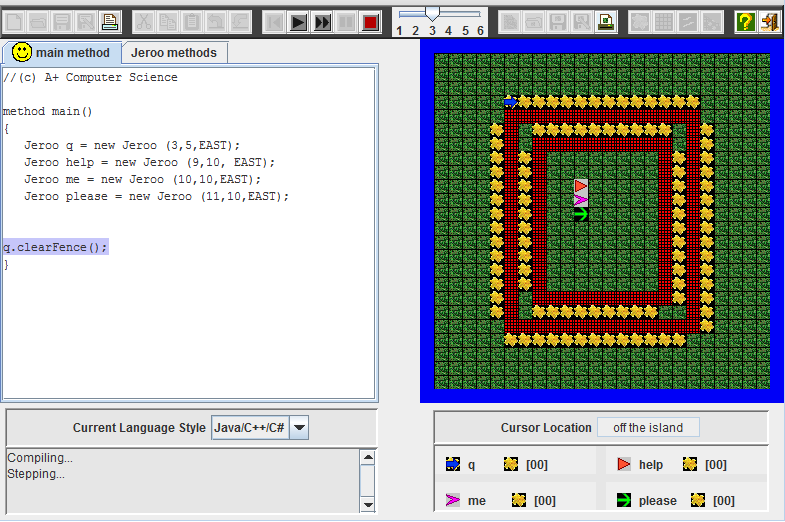 1 2 3 4 5 6
main method
Jeroo methods
//(c) A+ Computer Science
method main()
{
Jeroo q = new Jeroo (3,5,EAST);
Jeroo help = new Jeroo (9,10, EAST);
Jeroo me = new Jeroo (10,10,EAST);
Jeroo please = new Jeroo (11,10,EAST);
q.clearFence();
}
Current Language Style Java/C++/C#
Compiling...
Stepping...
Cursor Location off the island
q [00]
help [00]
me [00]
please [00]